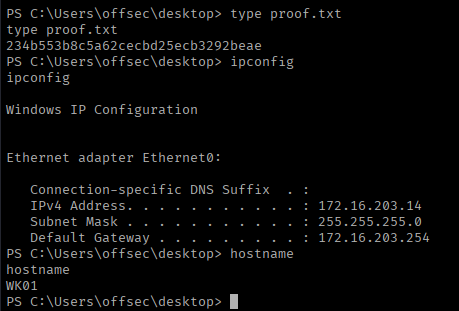 PS C:\Users\offsec\desktop> type proof.txt
type proof.txt
234b553b8c5a62cecbd25ecb3292beae
PS C:\Users\offsec\desktop> ipconfig
ipconfig
Windows IP Configuration
Ethernet adapter Ethernet0:
Connection-specific DNS Suffix  . :
IPv4 Address. . . . . . . . . . . : 172.16.203.14
Subnet Mask . . . . . . . . . . . : 255.255.255.0
Default Gateway . . . . . . . . . : 172.16.203.254
PS C:\Users\offsec\desktop> hostname
hostname
WK01
PS C:\Users\offsec\desktop>